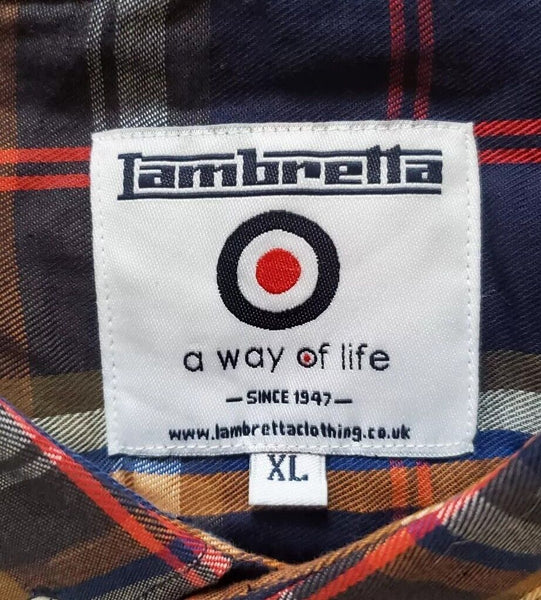 Lambretta
a way of life
— SINCE 1947 —
www.lambrettaclothing.co.uk
XL